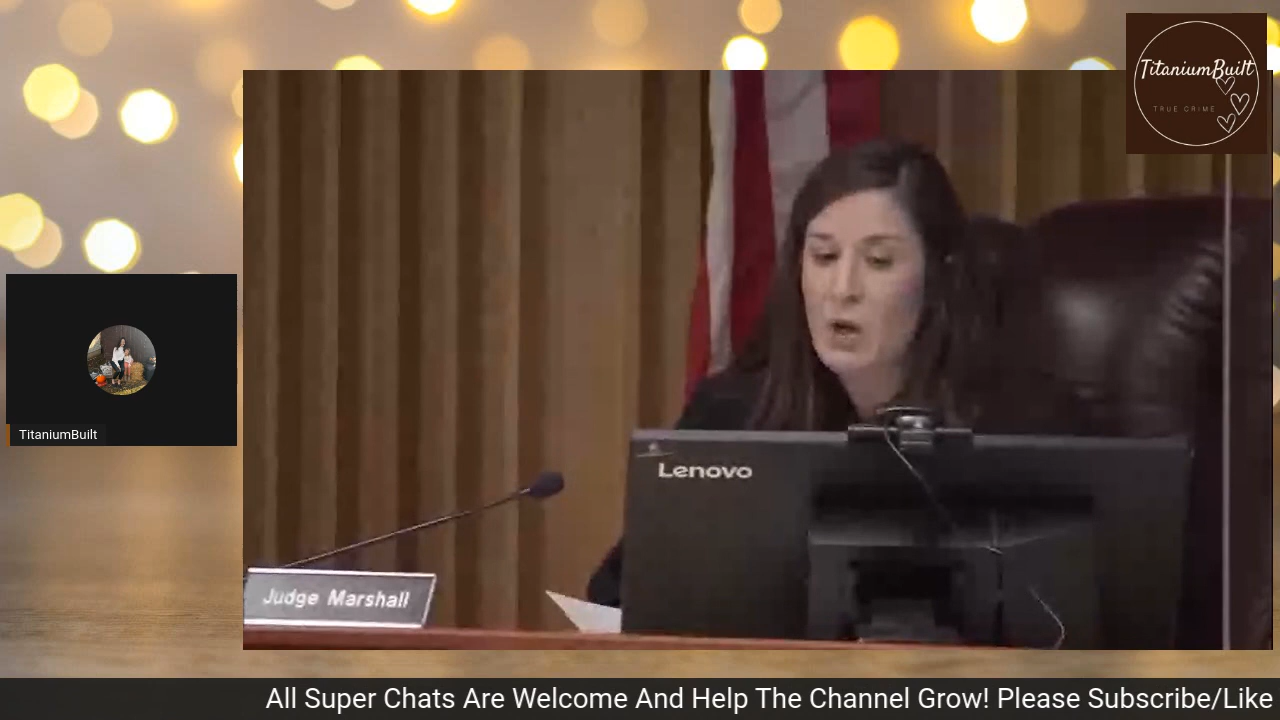 TitaniumBuilt
TRUE CRIME
Lenovo
TitaniumBuilt
Judge Marshall
All Super Chats Are Welcome And Help The Channel Grow! Please Subscribe/Like